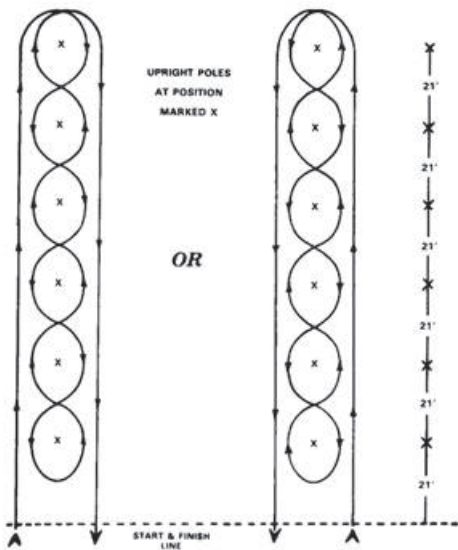 UPRIGHT POLES
AT POSITION
MARKED X
OR
X
X
X
X
X
X
X
X
X
X
X
X
21'
21'
21'
21'
21'
21'
START & FINISH
LINE